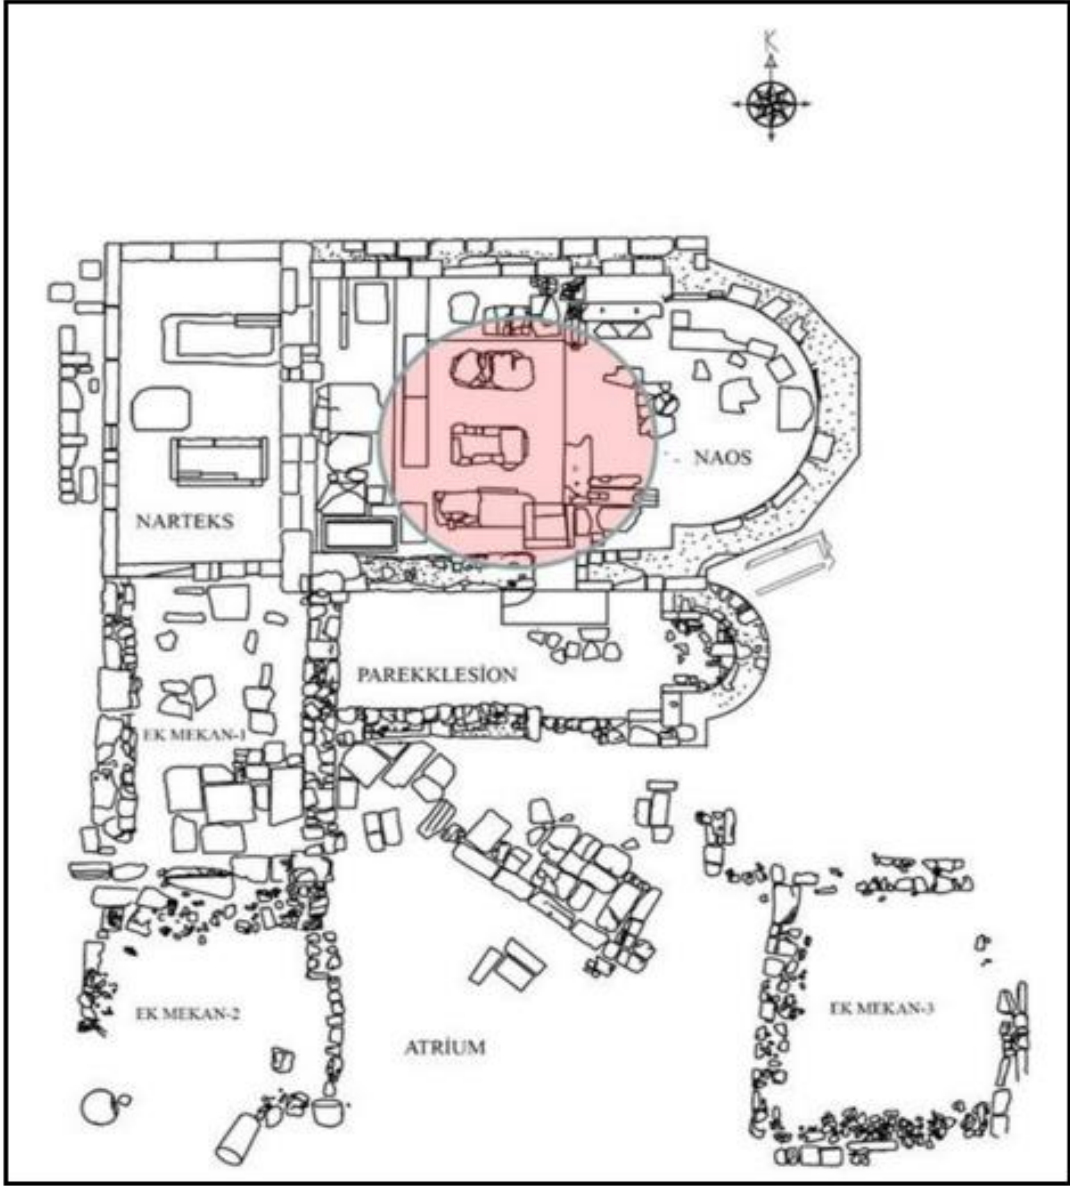 K
NAOS
NARTEKS
PAREKKLESİON
EK MEKAN-1
EK MEKAN-2
EK MEKAN-3
ATRİUM